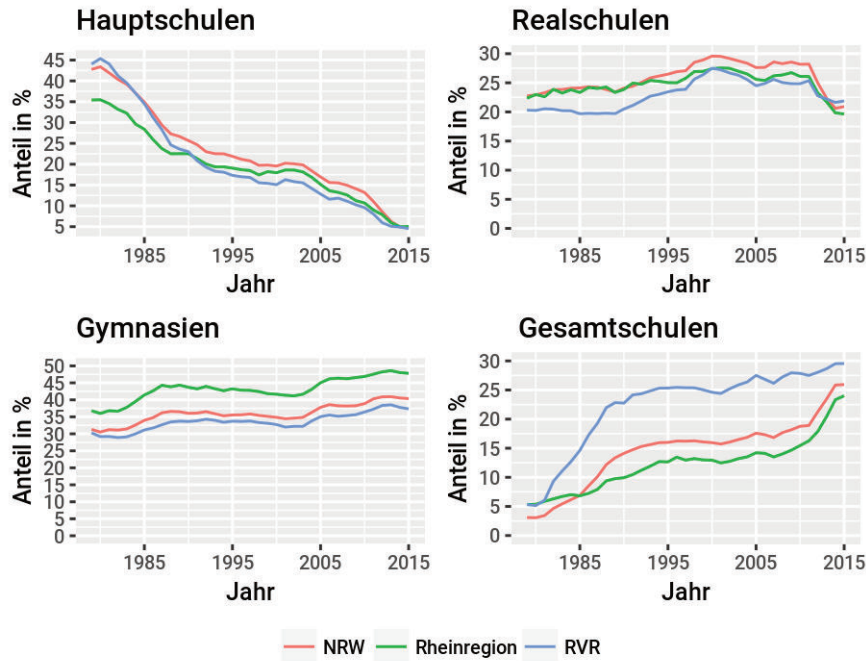 Hauptschulen
Anteil in %
45
40
35
30
25
20
15
10
5
1985 1995 2005 2015
Jahr
Realschulen
Anteil in %
30
25
20
15
10
5
0
1985 1995 2005 2015
Jahr
Gymnasien
Anteil in %
50
45
40
35
30
25
20
15
10
5
0
1985 1995 2005 2015
Jahr
Gesamtschulen
Anteil in %
30
25
20
15
10
5
0
1985 1995 2005 2015
Jahr
NRW Rheinregion RVR